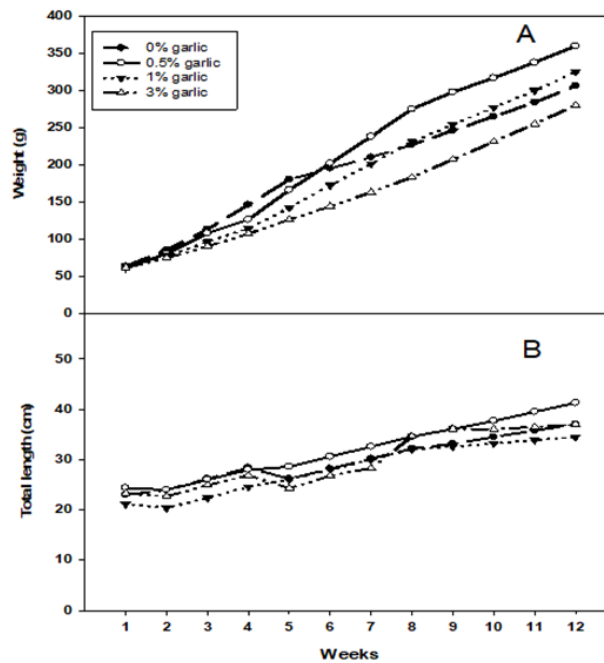 400
350
300
250
200
150
100
50
0
Weight (g)
A
0% garlic
0.5% garlic
1% garlic
3% garlic
50
40
30
20
10
0
Total length (cm)
B
1 2 3 4 5 6 7 8 9 10 11 12
Weeks